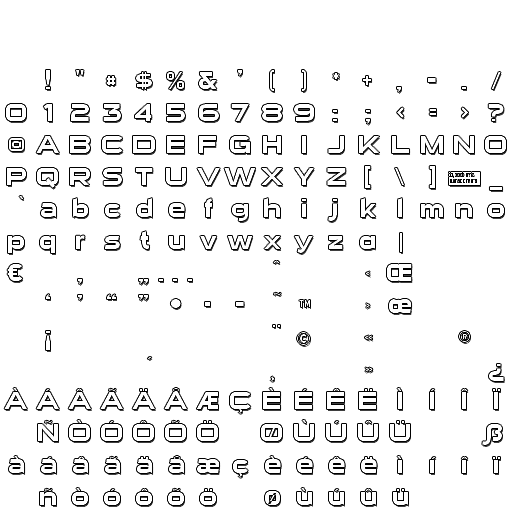 ! " ¤ $ % & ' ( ) * + , - . /
0 1 2 3 4 5 6 7 8 9 : ; < = > ?
@ A B C D E F G H I J K L M N O
P Q R S T U V W X Y Z [ \ ] _
` a b c d e f g h i j k l m n o
p q r s t u v w x y z a |
€ , „ … ˆ ‹ Œ
‘ ’ “ ” ○ - - ˜ ™ › œ
¡ ¨ © « ®
» ¿
À Á Â Ã Ä Å Æ Ç È É Ê Ë Ì Í Î Ï
Ñ Ò Ó Ô Õ Ö Ø Ù Ú Û Ü ß
à á â ã ä å æ ç è é ê ë ì í î ï
ñ ò ó ô õ ö ø ù ú û ü